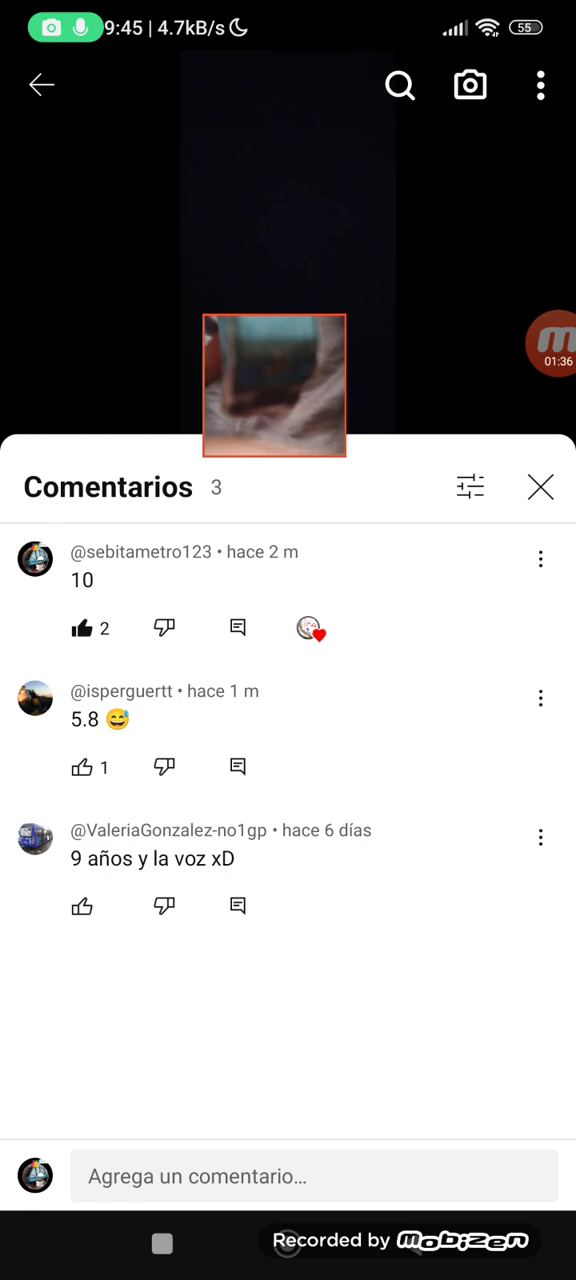 9:45 | 4.7kB/s
55
01:36
Comentarios 3
@sebitametro123 • hace 2 m
10
2
@isperguertt • hace 1 m
5.8 😅
1
@ValeriaGonzalez-no1gp • hace 6 días
9 años y la voz xD
Agrega un comentario...
Recorded by Mobizen